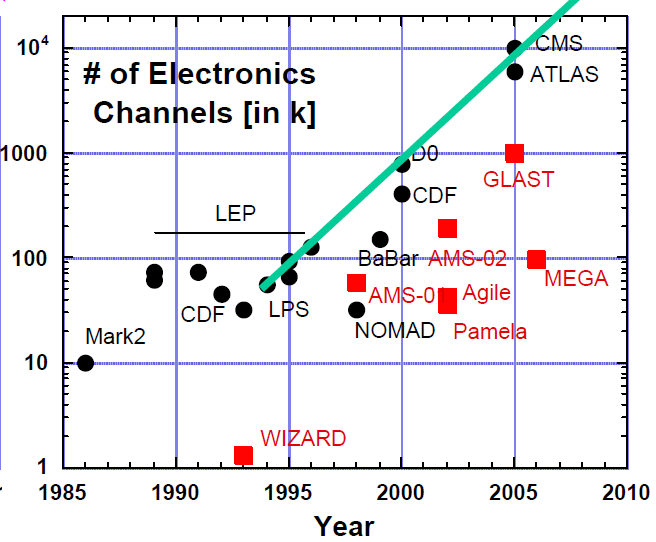 10⁴
1000
100
10
1
# of Electronics
Channels [in k]
CMS
ATLAS
D0
GLAST
CDF
LEP
BaBar
AMS-02
MEGA
AMS-01
Agile
CDF
LPS
NOMAD
Pamela
Mark2
WIZARD
1985
1990
1995
2000
2005
2010
Year